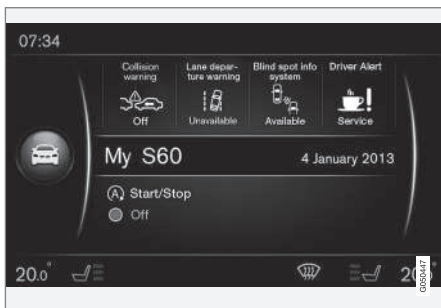 07:34
Collision warning
Off
Lane depar-
ture warning
Unavailable
Blind spot info
system
Available
Driver Alert
Service
My S60
4 January 2013
Start/Stop
Off
20.0°
G050447